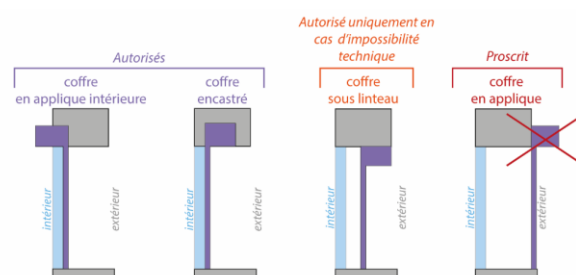 Autorisés
coffre
en applique intérieure
coffre
encastré
Autorisé uniquement en
cas d'impossibilité
technique
coffre
sous linteau
Proscrit
coffre
en applique
intérieur
extérieur
intérieur
extérieur
intérieur
extérieur
intérieur
extérieur